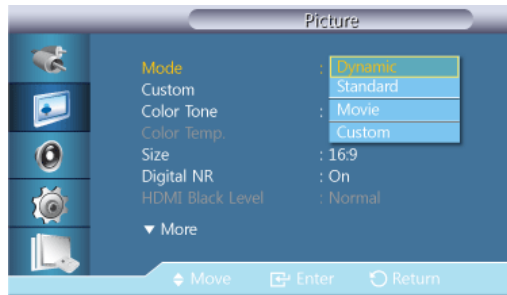 Picture
Mode : Dynamic
Custom Standard
Color Tone : Movie
Color Temp. Custom
Size : 16:9
Digital NR : On
HDMI Black Level : Normal
▼ More
Move Enter Return